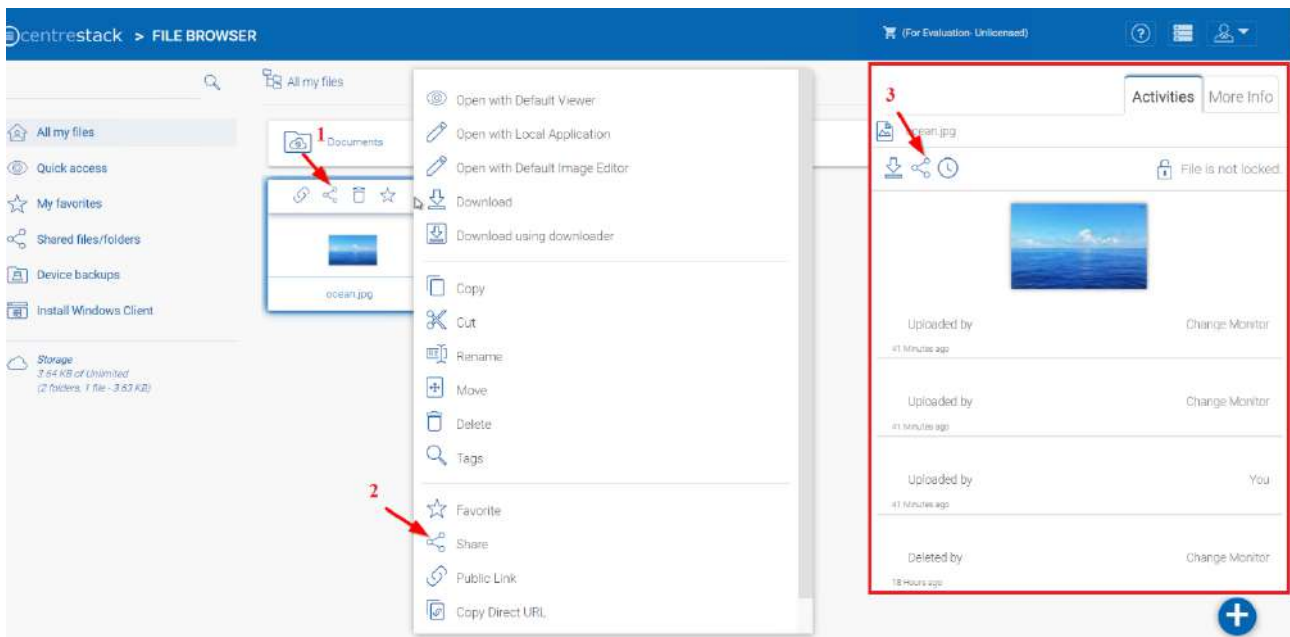 centrestack > FILE BROWSER
(For Evaluation- Unlicensed)
All my files
Quick access
My favorites
Shared files/folders
Device backups
Install Windows Client
Storage
3.64 KB of Unlimited
(2 folders, 1 file - 3.63 KB)
All my files
1
Documents
ocean.jpg
Open with Default Viewer
Open with Local Application
Open with Default Image Editor
Download
Download using downloader
Copy
Cut
Rename
Move
Delete
Tags
2
Favorite
Share
Public Link
Copy Direct URL
3
Activities More Info
ocean.jpg
File is not locked
Uploaded by Change Monitor
41 Minutes ago
Uploaded by Change Monitor
41 Minutes ago
Uploaded by You
41 Minutes ago
Deleted by Change Monitor
18 Hours ago